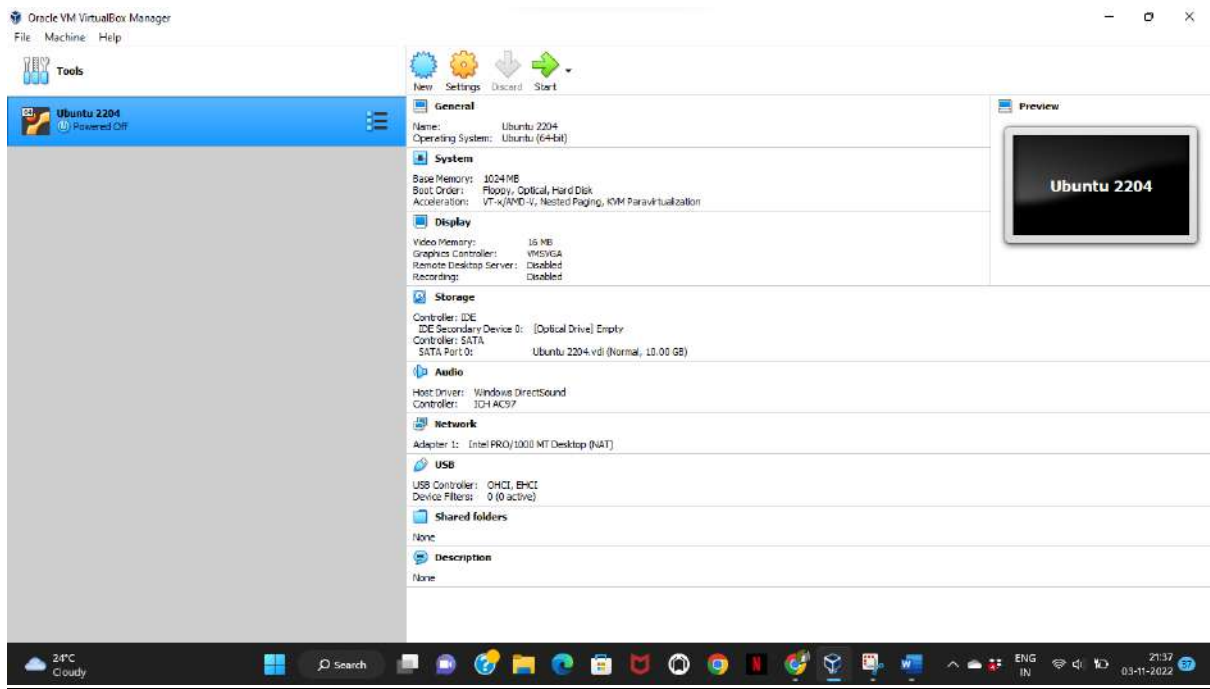 Oracle VM VirtualBox Manager
File Machine Help
Tools
New Settings Discard Start
64
Ubuntu 2204
Powered Off
General
Name: Ubuntu 2204
Operating System: Ubuntu (64-bit)
Preview
Ubuntu 2204
System
Base Memory: 1024 MB
Boot Order: Floppy, Optical, Hard Disk
Acceleration: VT-x/AMD-V, Nested Paging, KVM Paravirtualization
Display
Video Memory: 16 MB
Graphics Controller: VMSVGA
Remote Desktop Server: Disabled
Recording: Disabled
Storage
Controller: IDE
IDE Secondary Device 0: [Optical Drive] Empty
Controller: SATA
SATA Port 0: Ubuntu 2204.vdi (Normal, 10.00 GB)
Audio
Host Driver: Windows DirectSound
Controller: ICH AC97
Network
Adapter 1: Intel PRO/1000 MT Desktop (NAT)
USB
USB Controller: OHCI, EHCI
Device Filters: 0 (0 active)
Shared folders
None
Description
None
24°C
Cloudy
Search
ENG
IN
21:37
03-11-2022